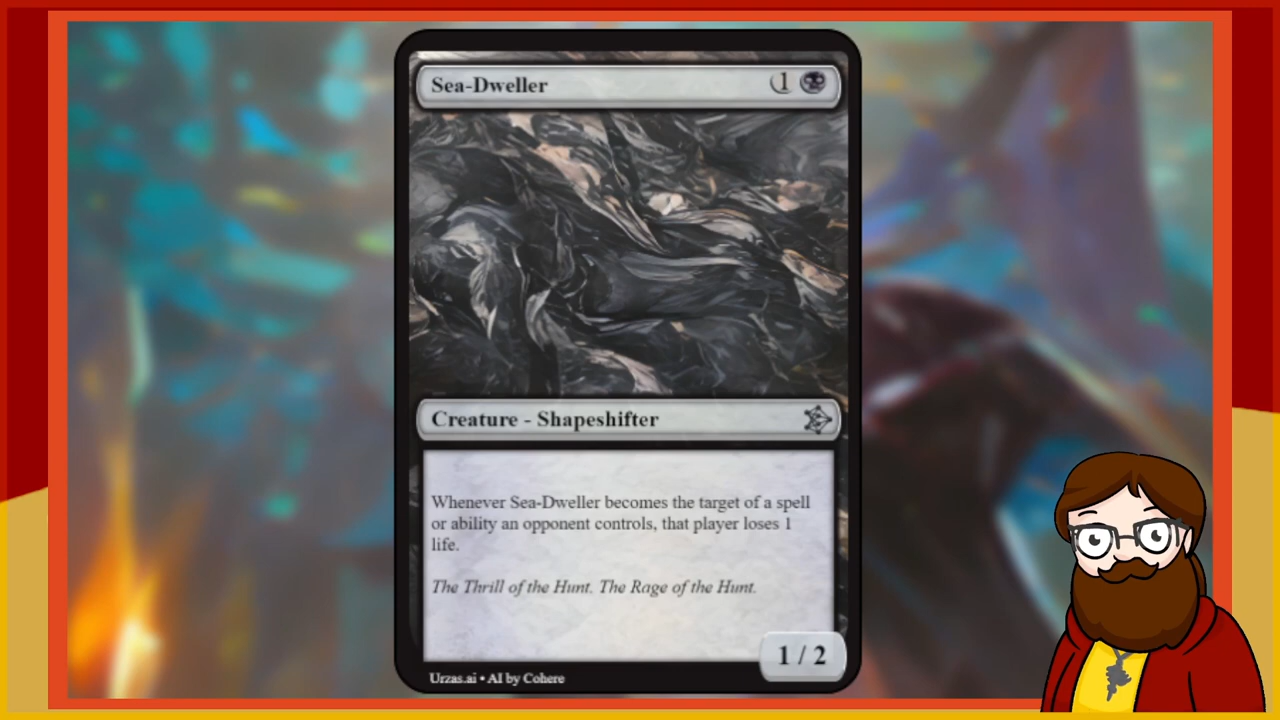 Sea-Dweller 1
Creature - Shapeshifter
Whenever Sea-Dweller becomes the target of a spell
or ability an opponent controls, that player loses 1
life.
The Thrill of the Hunt. The Rage of the Hunt.
1 / 2
Urzas.ai • AI by Cohere